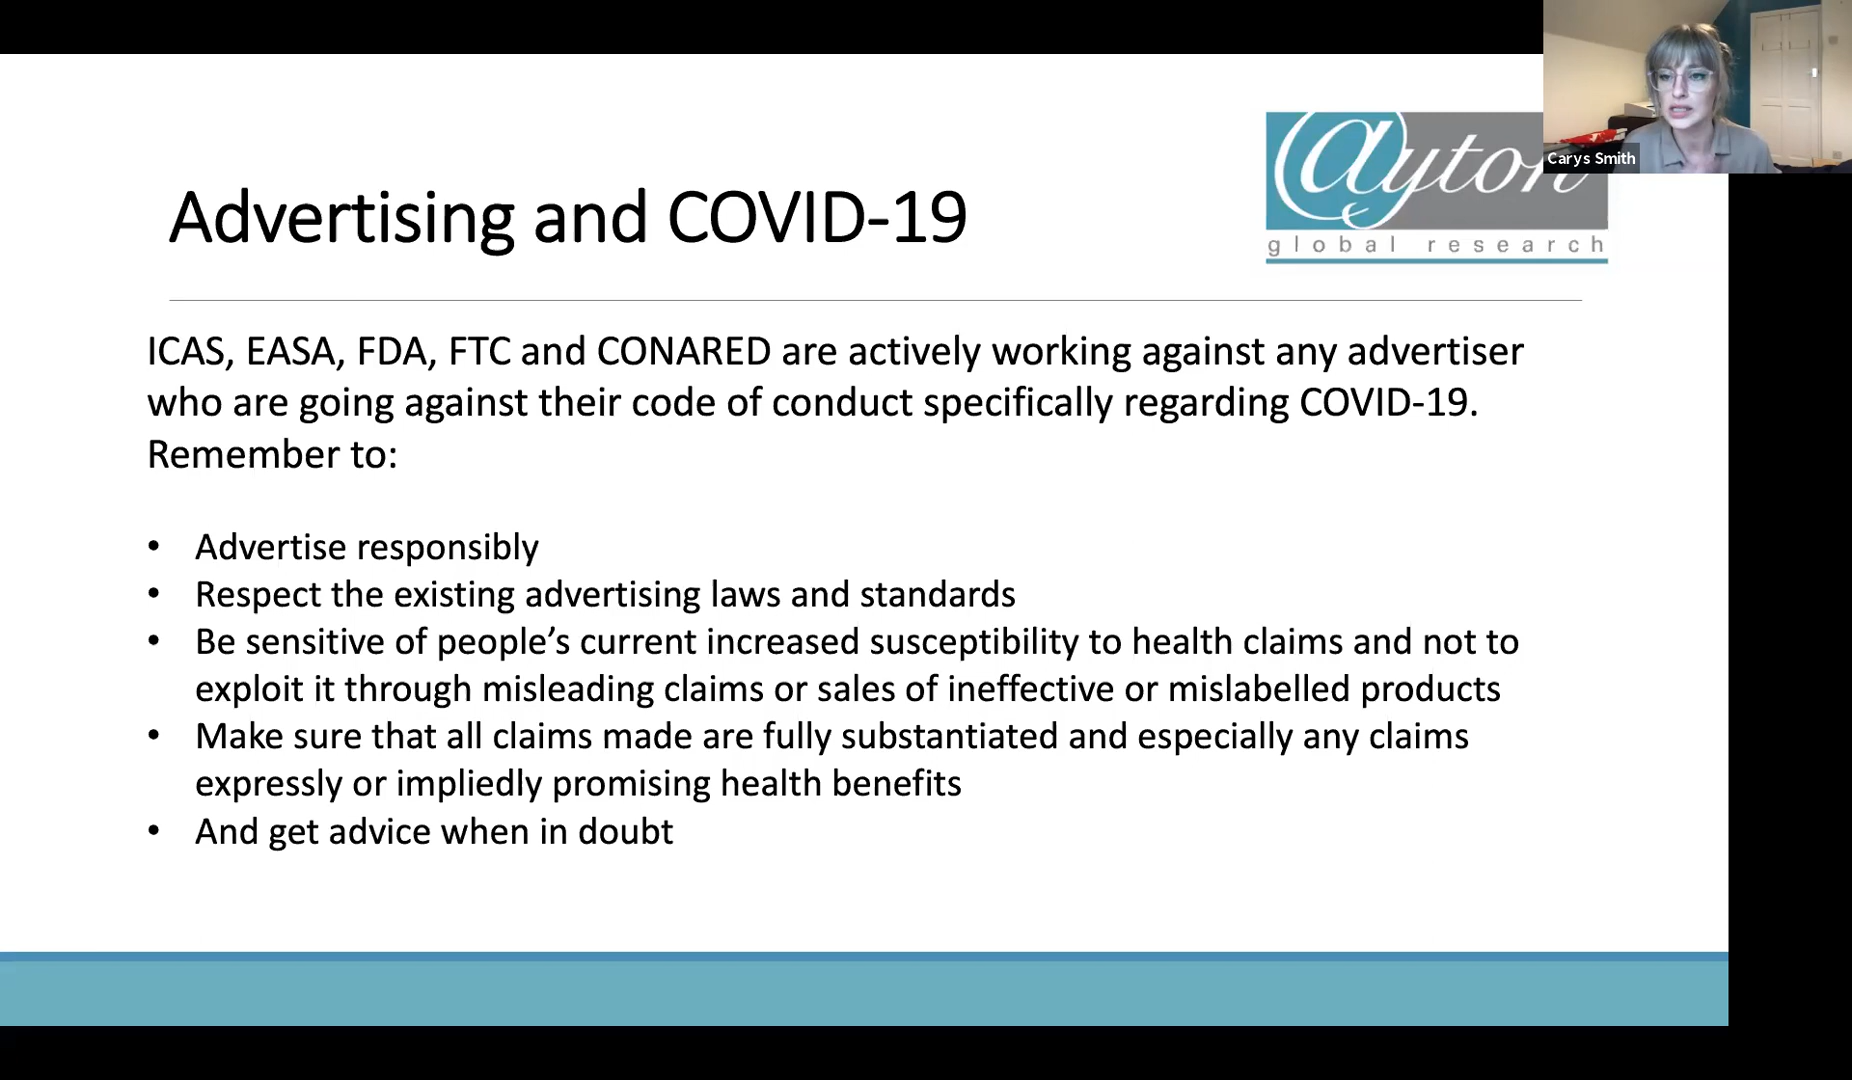 Carys Smith
@yton
global research
Advertising and COVID-19
ICAS, EASA, FDA, FTC and CONARED are actively working against any advertiser
who are going against their code of conduct specifically regarding COVID-19.
Remember to:
• Advertise responsibly
• Respect the existing advertising laws and standards
• Be sensitive of people’s current increased susceptibility to health claims and not to
exploit it through misleading claims or sales of ineffective or mislabelled products
• Make sure that all claims made are fully substantiated and especially any claims
expressly or impliedly promising health benefits
• And get advice when in doubt